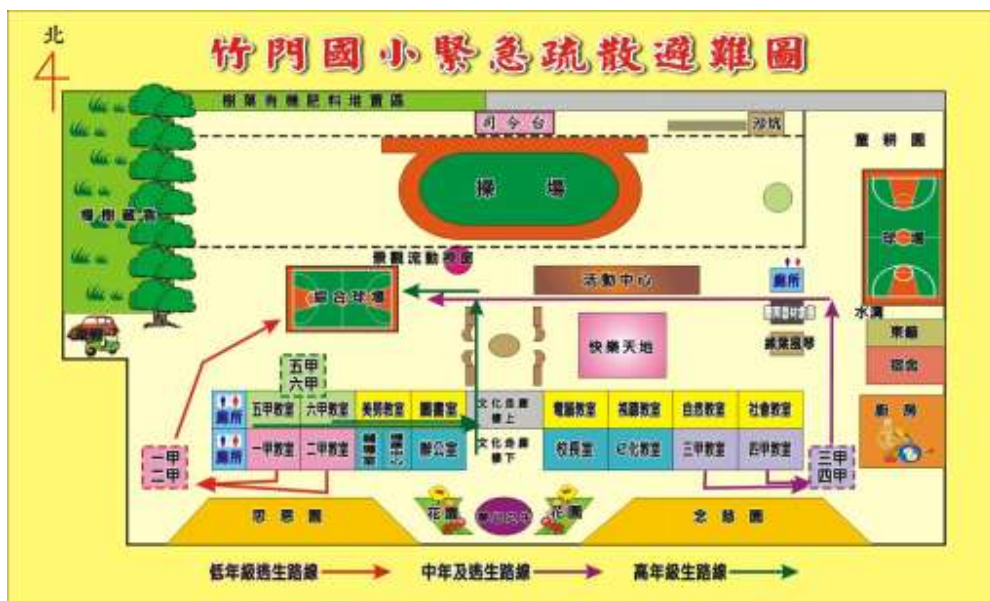 北
竹門國小緊急疏散避難圖
樹葉有機肥料堆置區
司令台
沙坑
童耕園
操場
球場
景觀流動視窗
綜合球場
活動中心
廁所
水溝
快樂天地
東廁
宿舍
廚房
五甲
六甲
廁所
五甲教室
六甲教室
美勞教室
圖書室
文化走廊
樓上
電腦教室
視聽教室
自然教室
社會教室
廁所
一甲教室
二甲教室
辦公室
文化走廊
樓下
校長室
三甲教室
四甲教室
一甲
二甲
三甲
四甲
思恩園
花園
花園
念慈園
低年級逃生路線
中年及逃生路線
高年級生路線